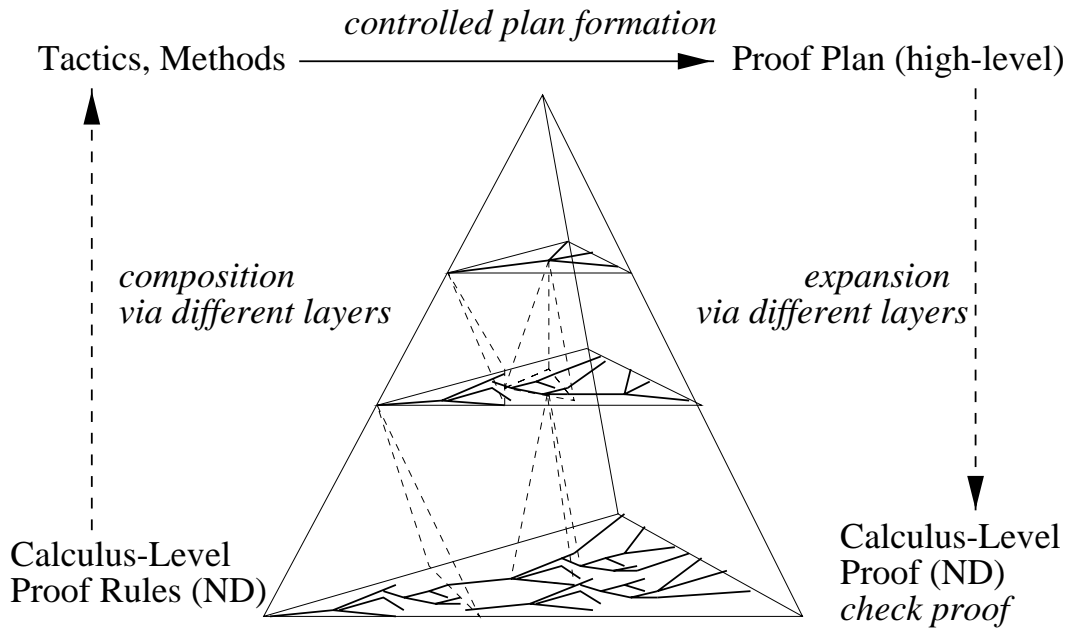 controlled plan formation
Tactics, Methods
Proof Plan (high-level)
composition
via different layers
expansion
via different layers
Calculus-Level
Proof Rules (ND)
Calculus-Level
Proof (ND)
check proof